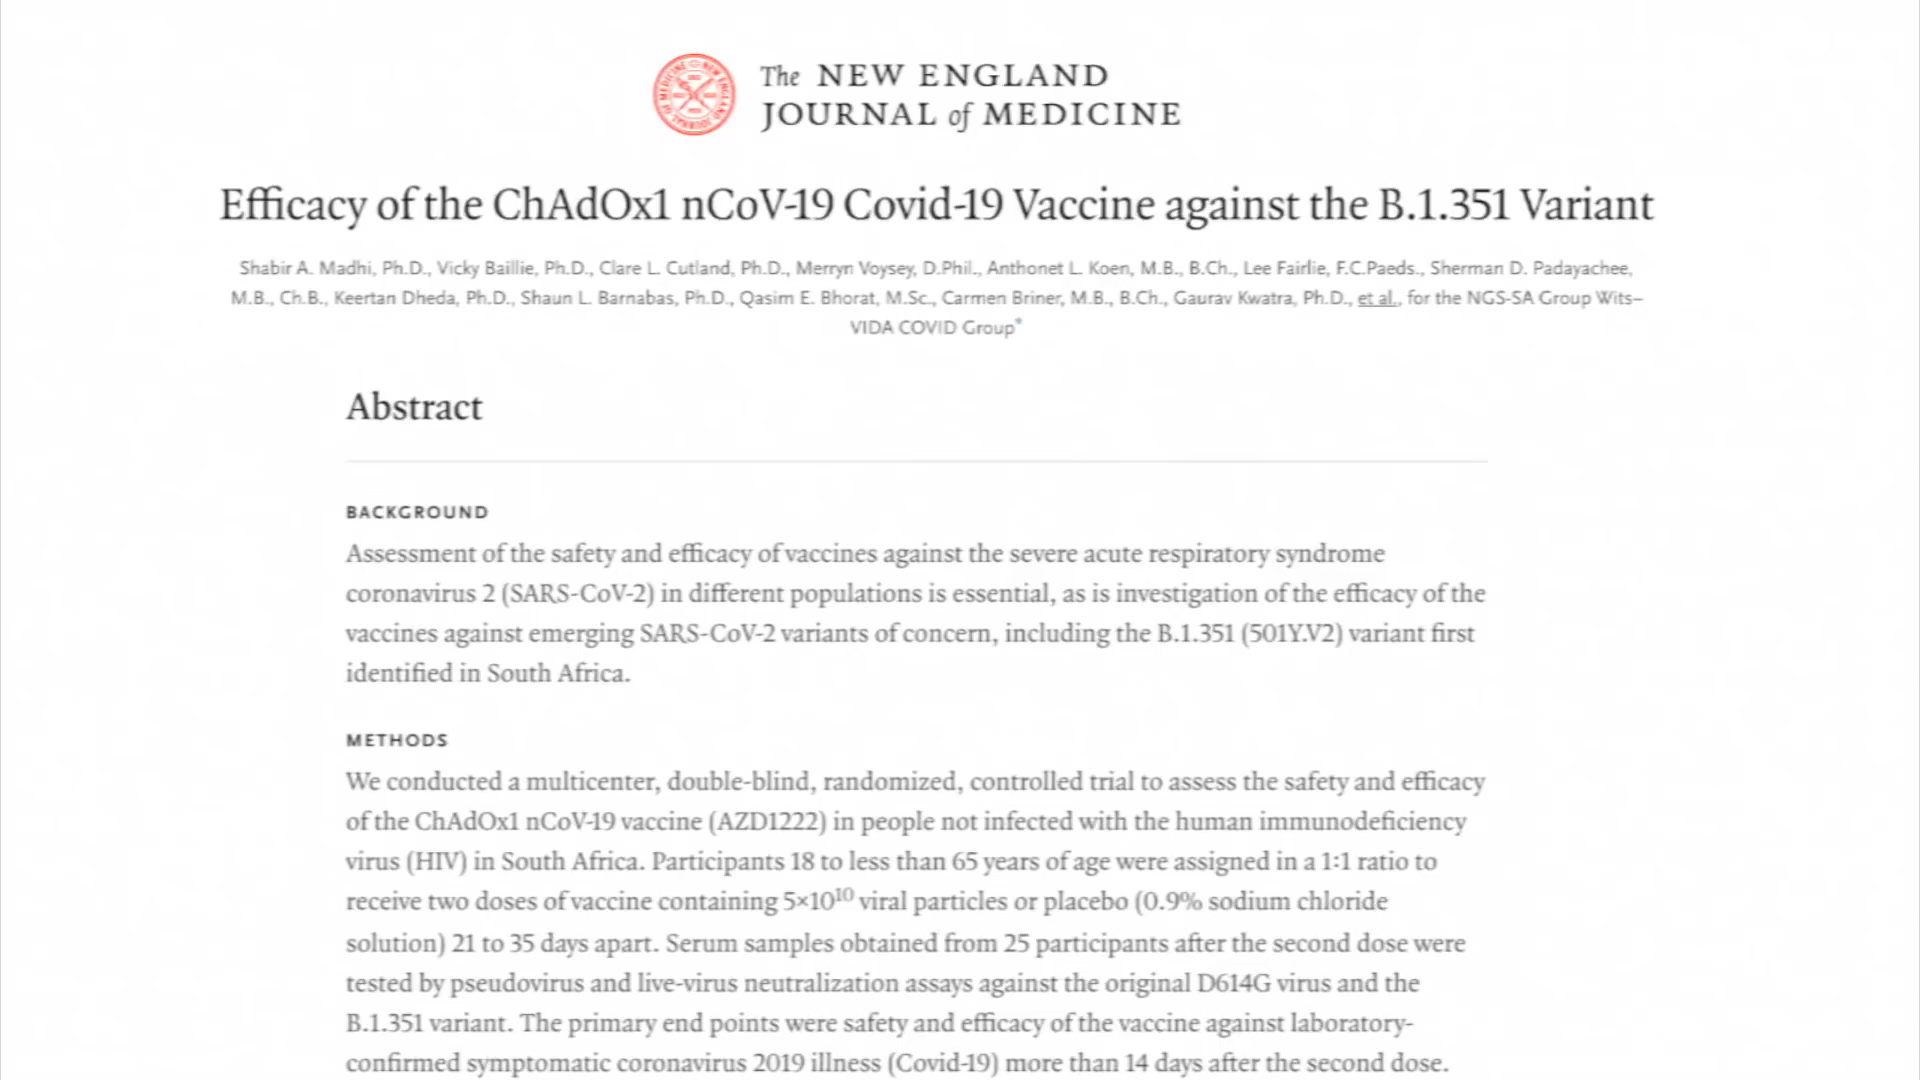 The NEW ENGLAND
JOURNAL of MEDICINE
Efficacy of the ChAdOx1 nCoV-19 Covid-19 Vaccine against the B.1.351 Variant
Shabir A. Madhi, Ph.D., Vicky Baillie, Ph.D., Clare L. Cutland, Ph.D., Merryn Voysey, D.Phil., Anthonet L. Koen, M.B., B.Ch., Lee Fairlie, F.C.Paeds., Sherman D. Padayachee,
M.B., Ch.B., Keertan Dheda, Ph.D., Shaun L. Barnabas, Ph.D., Qasim E. Bhorat, M.Sc., Carmen Briner, M.B., B.Ch., Gaurav Kwatra, Ph.D., et al., for the NGS-SA Group Wits–
VIDA COVID Group*
Abstract
BACKGROUND
Assessment of the safety and efficacy of vaccines against the severe acute respiratory syndrome
coronavirus 2 (SARS-CoV-2) in different populations is essential, as is investigation of the efficacy of the
vaccines against emerging SARS-CoV-2 variants of concern, including the B.1.351 (501Y.V2) variant first
identified in South Africa.
METHODS
We conducted a multicenter, double-blind, randomized, controlled trial to assess the safety and efficacy
of the ChAdOx1 nCoV-19 vaccine (AZD1222) in people not infected with the human immunodeficiency
virus (HIV) in South Africa. Participants 18 to less than 65 years of age were assigned in a 1:1 ratio to
receive two doses of vaccine containing 5×10¹⁰ viral particles or placebo (0.9% sodium chloride
solution) 21 to 35 days apart. Serum samples obtained from 25 participants after the second dose were
tested by pseudovirus and live-virus neutralization assays against the original D614G virus and the
B.1.351 variant. The primary end points were safety and efficacy of the vaccine against laboratory-
confirmed symptomatic coronavirus 2019 illness (Covid-19) more than 14 days after the second dose.